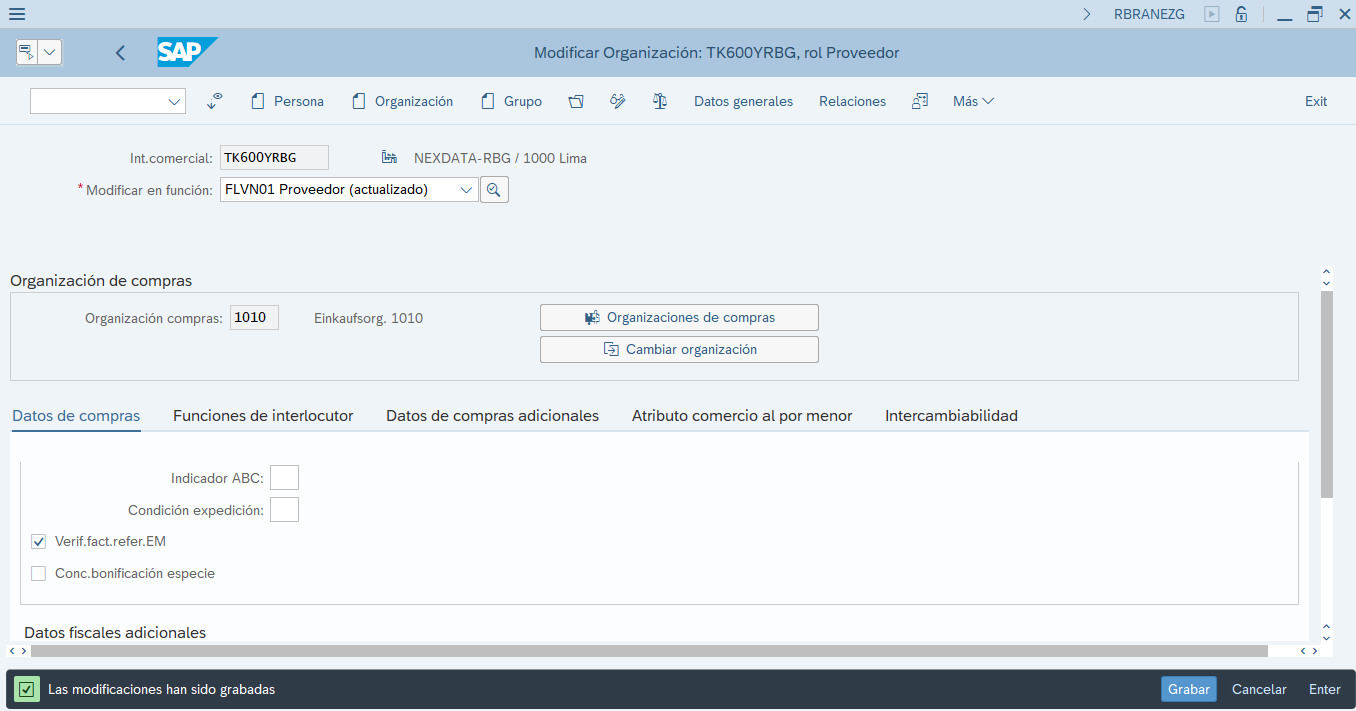 RBRANEZG
SAP
Modificar Organización: TK600YRBG, rol Proveedor
Persona
Organización
Grupo
Datos generales
Relaciones
Más
Exit
Int.comercial: TK600YRBG NEXDATA-RBG / 1000 Lima
* Modificar en función: FLVN01 Proveedor (actualizado)
Organización de compras
Organización compras: 1010 Einkaufsorg. 1010
Organizaciones de compras
Cambiar organización
Datos de compras
Funciones de interlocutor
Datos de compras adicionales
Atributo comercio al por menor
Intercambiabilidad
Indicador ABC:
Condición expedición:
Verif.fact.refer.EM
Conc.bonificación especie
Datos fiscales adicionales
Las modificaciones han sido grabadas
Grabar
Cancelar
Enter